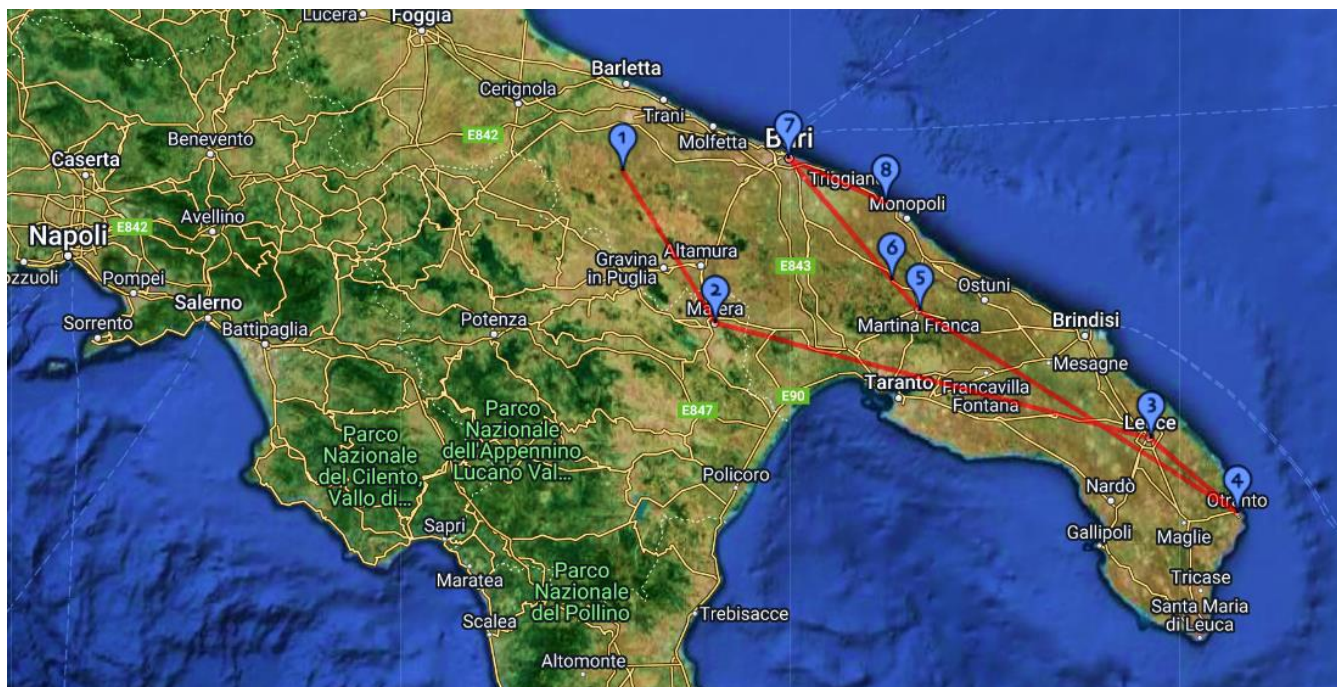 Lucera
Foggia
Barletta
Cerignola
Trani
E842
Molfetta
7
1
Benevento
Caserta
Triggiano
8
Monopoli
Avellino
E842
Napoli
Gravina
in Puglia
Altamura
E843
6
ozzuoli
Pompei
Salerno
Sorrento
Battipaglia
Potenza
2
Matera
5
Ostuni
Martina Franca
Brindisi
Mesagne
Taranto
Francavilla
Fontana
E90
E847
Parco
Nazionale
dell'Appennino
Lucano Val...
Parco
Nazionale
del Cilento,
Vallo di...
3
Lecce
Policoro
Nardò
4
Otranto
Gallipoli
Maglie
Sapri
Maratea
Scalea
Parco
Nazionale
del Pollino
Trebisacce
Tricase
Santa Maria
di Leuca
Altomonte